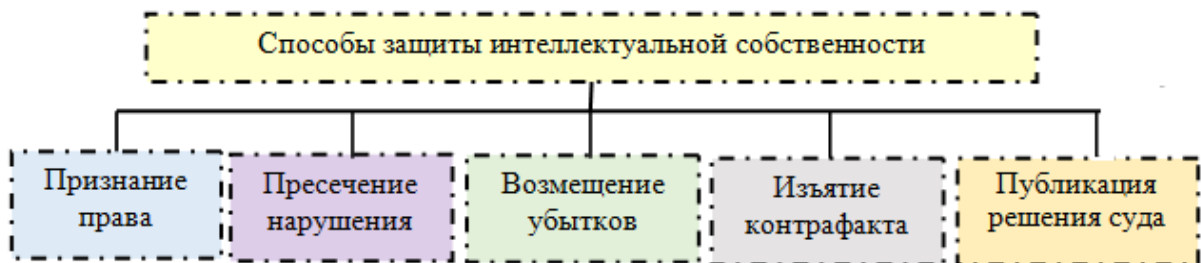 Способы защиты интеллектуальной собственности
Признание
права
Пресечение
нарушения
Возмещение
убытков
Изъятие
контрафакта
Публикация
решения суда